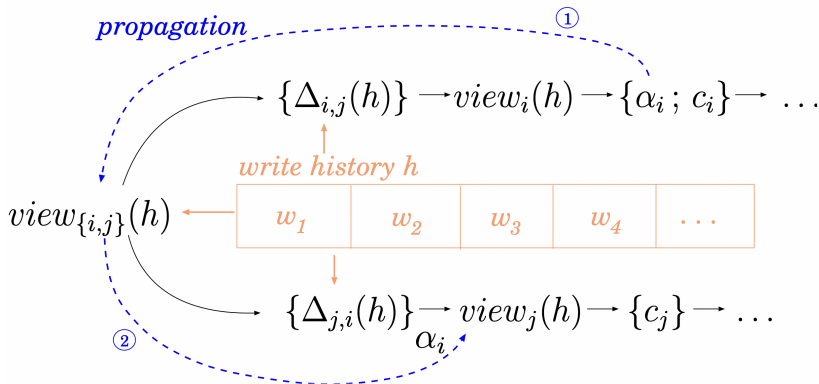 ①
propagation
{Δ_{i,j}(h)} → view_i(h) → {α_i ; c_i} → ...
write history h
view_{\{i,j\}}(h) ← w_1 w_2 w_3 w_4 ...
{Δ_{j,i}(h)} → view_j(h) → {c_j} → ...
② α_i